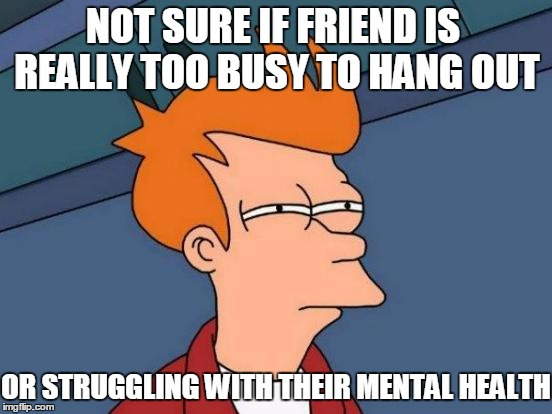 NOT SURE IF FRIEND IS
REALLY TOO BUSY TO HANG OUT
OR STRUGGLING WITH THEIR MENTAL HEALTH
imgflip.com